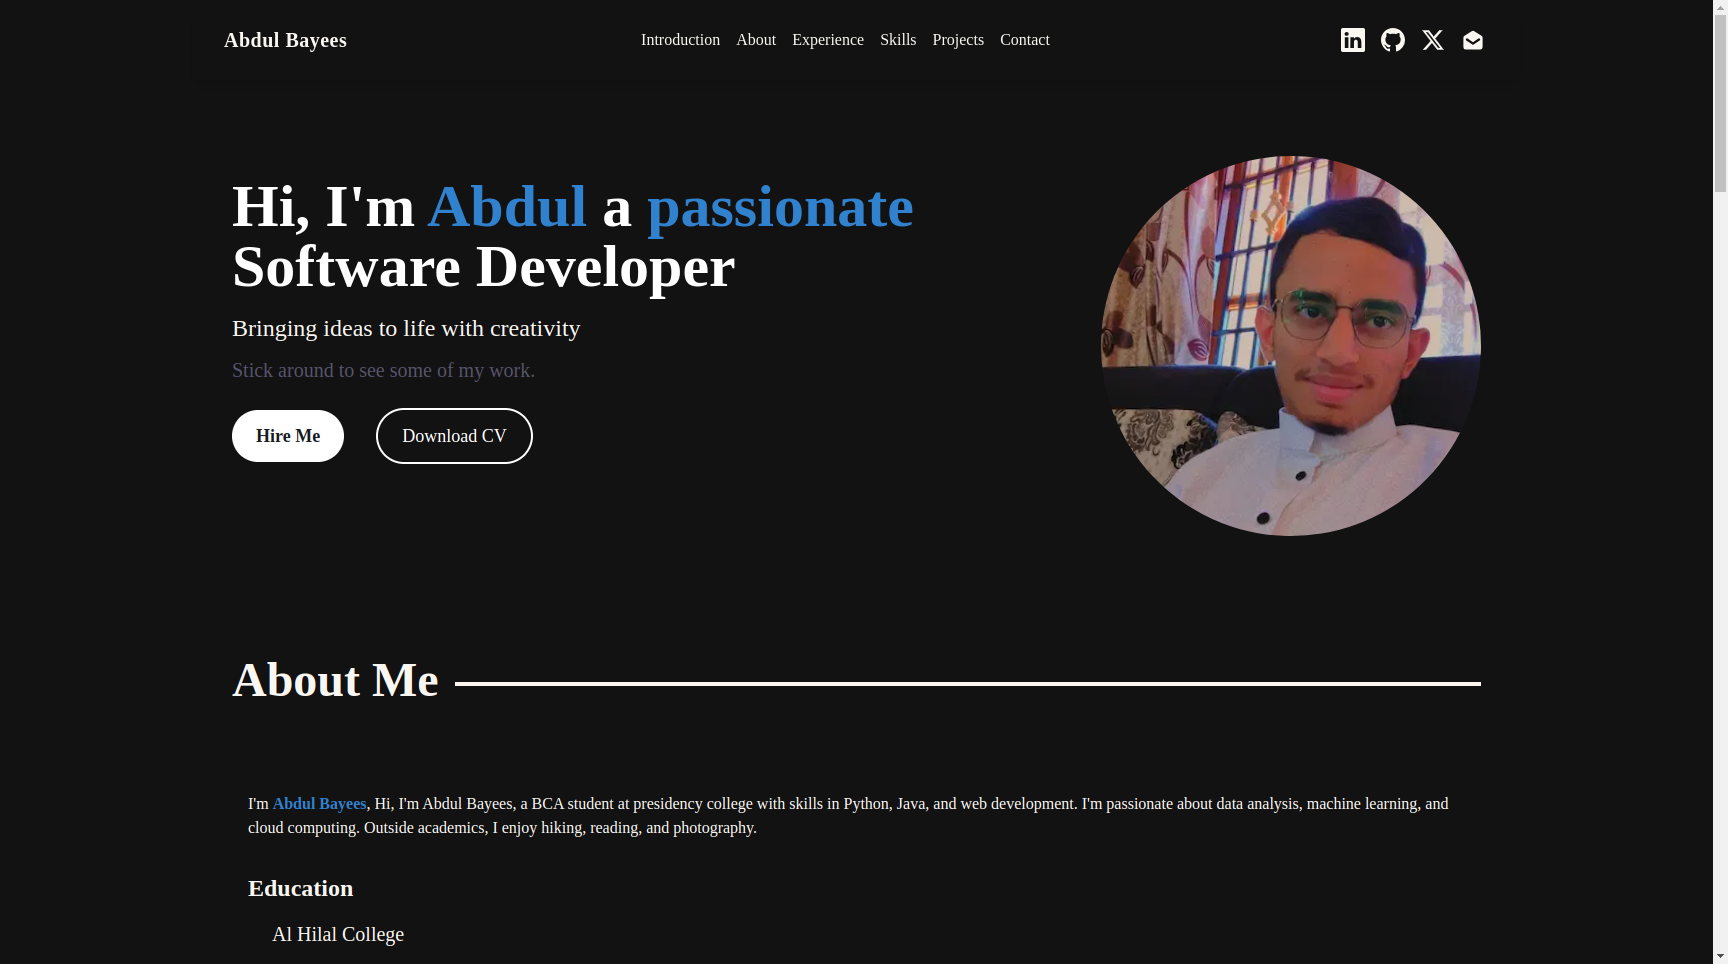 Abdul Bayees
Introduction About Experience Skills Projects Contact
Hi, I'm Abdul a passionate
Software Developer
Bringing ideas to life with creativity
Stick around to see some of my work.
Hire Me
Download CV
About Me
I'm Abdul Bayees, Hi, I'm Abdul Bayees, a BCA student at presidency college with skills in Python, Java, and web development. I'm passionate about data analysis, machine learning, and
cloud computing. Outside academics, I enjoy hiking, reading, and photography.
Education
Al Hilal College